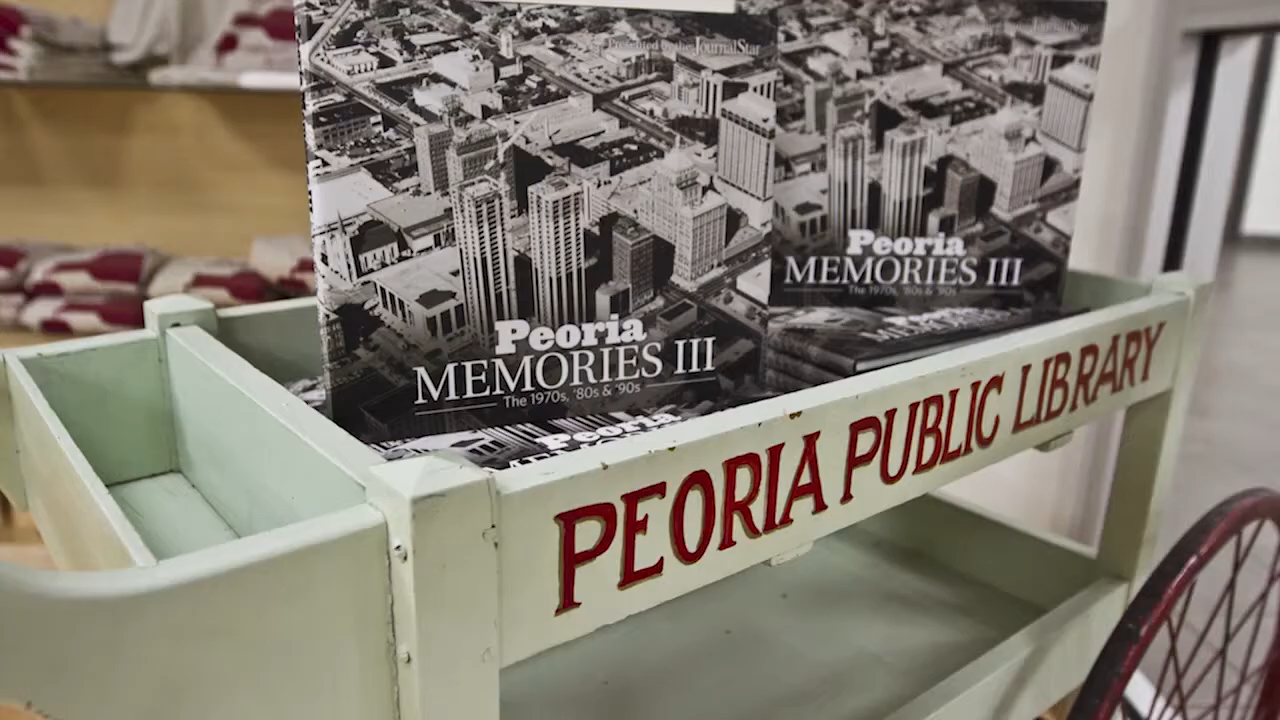 Presented by the Journal Star
Peoria
MEMORIES III
The 1970s, '80s & '90s
Peoria
MEMORIES III
The 1970s, '80s & '90s
Peoria
PEORIA PUBLIC LIBRARY